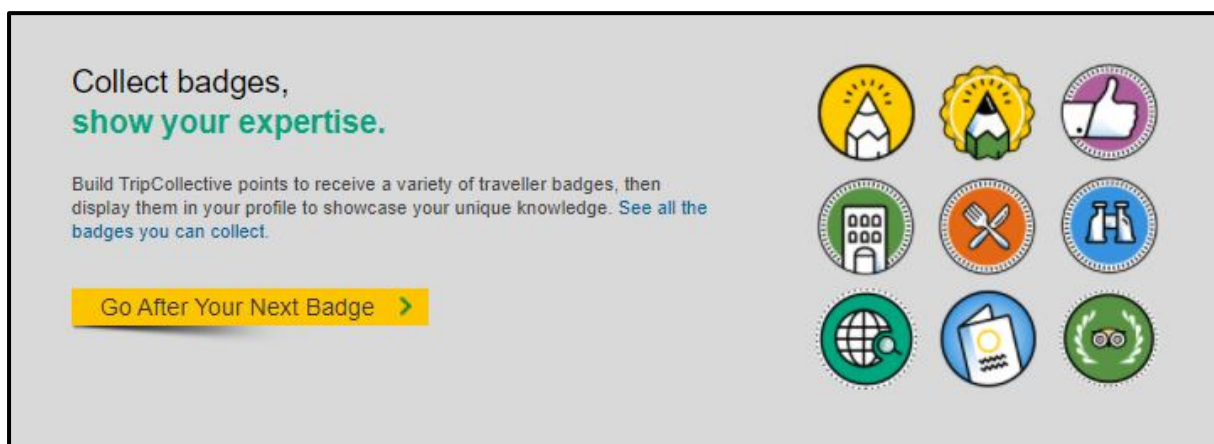 Collect badges,
show your expertise.
Build TripCollective points to receive a variety of traveller badges, then
display them in your profile to showcase your unique knowledge. See all the
badges you can collect.
Go After Your Next Badge